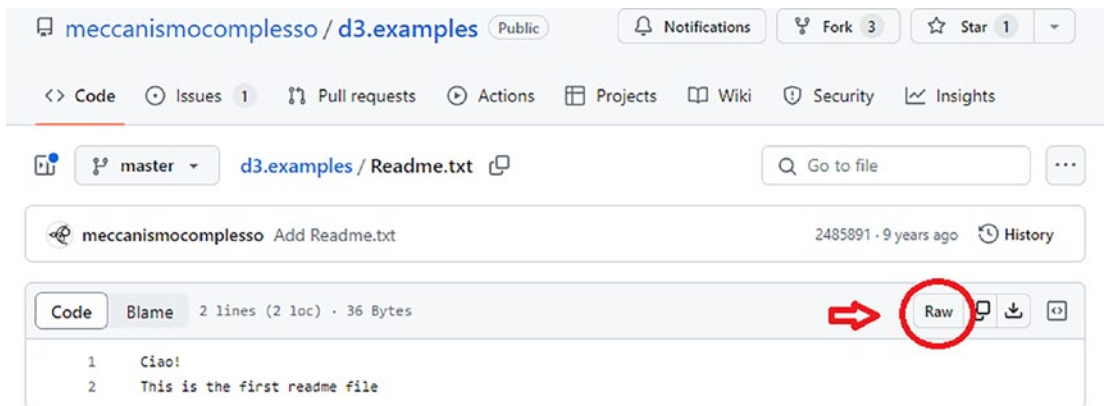 meccanismocomplesso / d3.examples Public Notifications Fork 3 Star 1
Code Issues 1 Pull requests Actions Projects Wiki Security Insights
master d3.examples / Readme.txt Go to file
meccanismocomplesso Add Readme.txt 2485891 · 9 years ago History
Code Blame 2 lines (2 loc) · 36 Bytes Raw
1 Ciao!
2 This is the first readme file